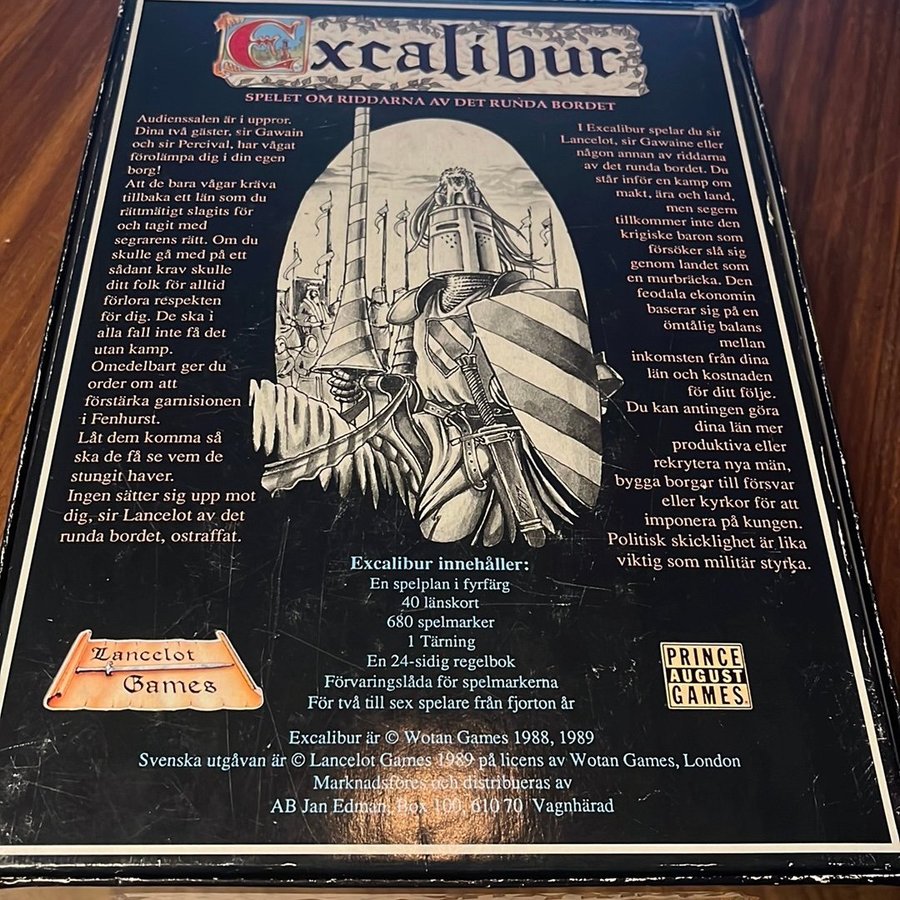 Excalibur
SPELET OM RIDDARNA AV DET RUNDA BORDET
Audienssalen är i uppror.
Dina två gäster, sir Gawain
och sir Percival, har vågat
förolämpa dig i din egen
borg!
Att de bara vågar kräva
tillbaka ett län som du
rättmätigt slagits för
och tagit med
segrarens rätt. Om du
skulle gå med på ett
sådant krav skulle
ditt folk för alltid
förlora respekten
för dig. De ska i
alla fall inte få det
utan kamp.
Omedelbart ger du
order om att
förstärka garnisionen
i Fenhurst.
Låt dem komma så
ska de få se vem de
stungit haver.
Ingen sätter sig upp mot
dig, sir Lancelot av det
runda bordet, ostraffat.
I Excalibur spelar du sir
Lancelot, sir Gawaine eller
någon annan av riddarna
av det runda bordet. Du
står inför en kamp om
makt, ära och land,
men segern
tillkommer inte den
krigiske baron som
försöker slå sig
genom landet som
en murbräcka. Den
feodala ekonomin
baserar sig på en
ömtålig balans
mellan
inkomsten från dina
län och kostnaden
för ditt följe.
Du kan antingen göra
dina län mer
produktiva eller
rekrytera nya män,
bygga borgar till försvar
eller kyrkor för att
imponera på kungen.
Politisk skicklighet är lika
viktig som militär styrka.
Excalibur innehåller:
En spelplan i fyrfärg
40 länskort
680 spelmarker
1 Tärning
En 24-sidig regelbok
Förvaringslåda för spelmarkerna
För två till sex spelare från fjorton år
Lancelot
Games
PRINCE
AUGUST
GAMES
Excalibur är © Wotan Games 1988, 1989
Svenska utgåvan är © Lancelot Games 1989 på licens av Wotan Games, London
Marknadsföres och distribueras av
AB Jan Edman, Box 100, 610 70 Vagnhärad